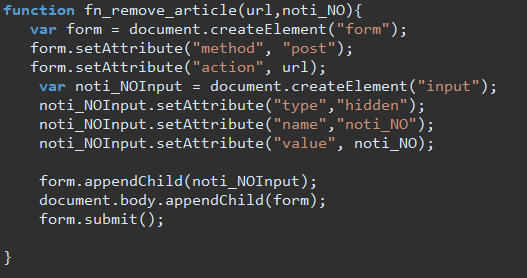 function fn_remove_article(url,noti_NO){
var form = document.createElement("form");
form.setAttribute("method", "post");
form.setAttribute("action", url);
var noti_NOInput = document.createElement("input");
noti_NOInput.setAttribute("type","hidden");
noti_NOInput.setAttribute("name","noti_NO");
noti_NOInput.setAttribute("value", noti_NO);
form.appendChild(noti_NOInput);
document.body.appendChild(form);
form.submit();
}